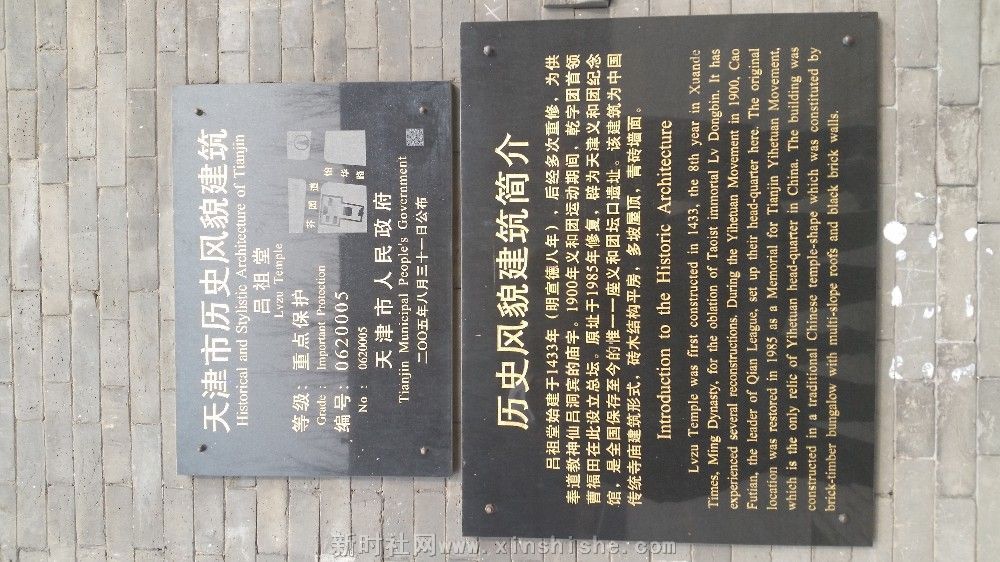 天津市历史风貌建筑
Historical and Stylistic Architecture of Tianjin
吕祖堂
Lvzu Temple
等级：重点保护
Grade : Important Protection
编号：0620005
No : 0620005
天津市人民政府
Tianjin Municipal People's Government
二〇〇五年八月三十一日公布
历史风貌建筑简介
吕祖堂始建于1433年（明宣德八年），后经多次重修，为供
奉道教神仙吕洞宾的庙宇。1900年义和团运动期间，乾字团首领
曹福田在此设立总坛。原址于1985年修复，辟为天津义和团纪念
馆，是全国保存至今的惟一一座义和团坛口遗址。该建筑为中国
传统寺庙建筑形式，砖木结构平房，多坡屋顶，青砖墙面。
Introduction to the Historic Architecture
Lvzu Temple was first constructed in 1433, the 8th year in Xuande
Times, Ming Dynasty, for the oblation of Taoist immortal Lv Dongbin. It has
experienced several reconstructions. During the Yihetuan Movement in 1900, Cao
Futian, the leader of Qian League, set up their head-quarter here. The original
location was restored in 1985 as a Memorial for Tianjin Yihetuan Movement,
which is the only relic of Yihetuan head-quarter in China. The building was
constructed in a traditional Chinese temple-shape which was constituted by
brick-timber bungalow with multi-slope roofs and black brick walls.
新时社网www.xinshishe.com